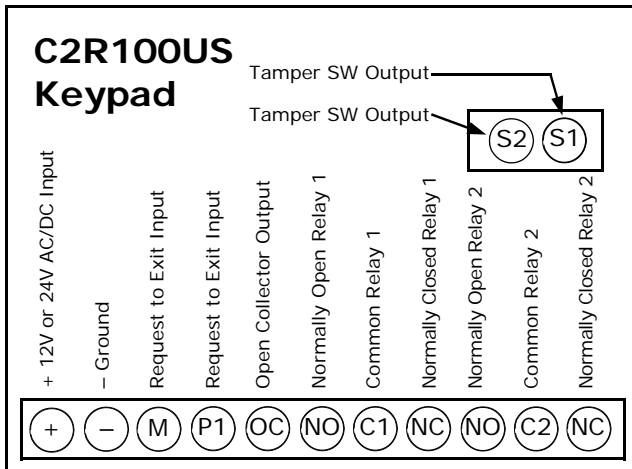 C2R100US
Keypad
Tamper SW Output
Tamper SW Output
S2 S1
+ 12V or 24V AC/DC Input
– Ground
Request to Exit Input
Request to Exit Input
Open Collector Output
Normally Open Relay 1
Common Relay 1
Normally Closed Relay 1
Normally Open Relay 2
Common Relay 2
Normally Closed Relay 2
+ – M P1 OC NO C1 NC NO C2 NC